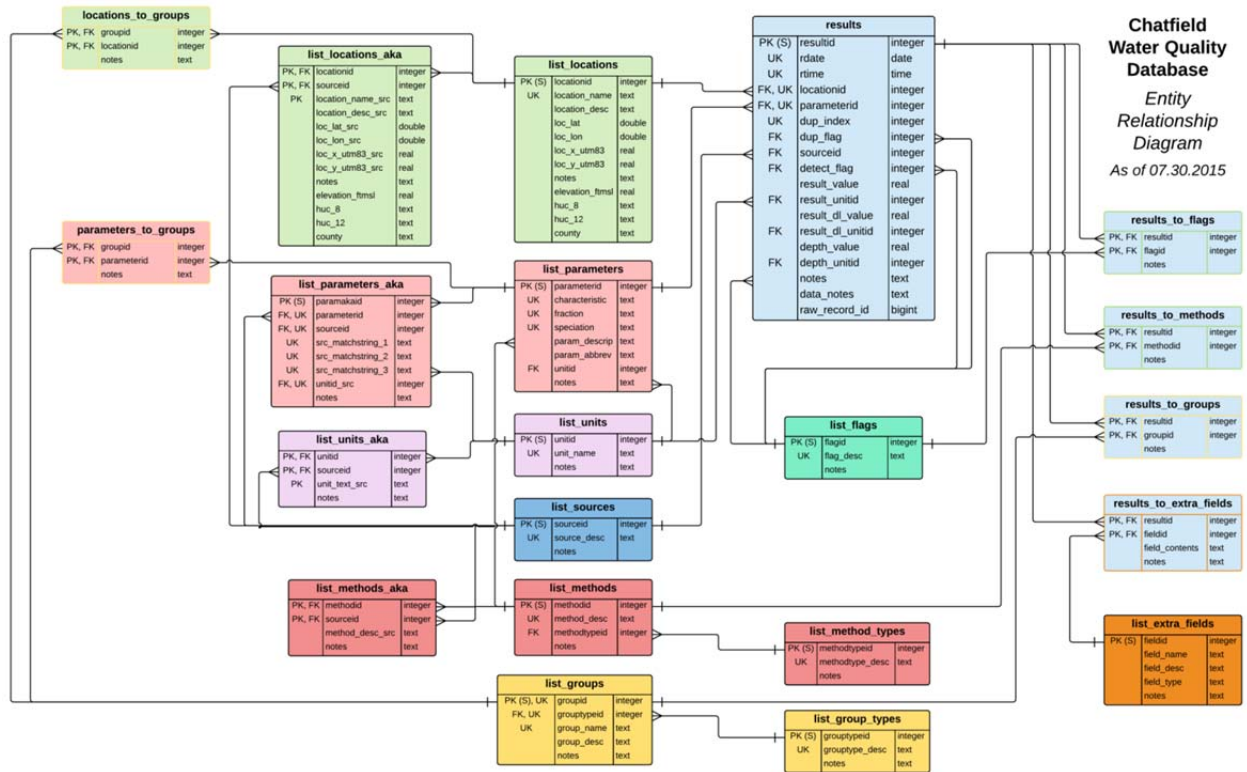 Chatfield
Water Quality
Database
Entity
Relationship
Diagram
As of 07.30.2015
locations_to_groups
PK, FK groupid integer
PK, FK locationid integer
notes text
list_locations_aka
PK, FK locationid integer
PK, FK sourceid integer
PK location_name_src text
location_desc_src text
loc_lat_src double
loc_lon_src double
loc_x_utm83_src real
loc_y_utm83_src real
notes text
elevation_ftmsl real
huc_8 text
huc_12 text
county text
list_locations
PK (S) locationid integer
UK location_name text
location_desc text
loc_lat double
loc_lon double
loc_x_utm83 real
loc_y_utm83 real
notes text
elevation_ftmsl real
huc_8 text
huc_12 text
county text
results
PK (S) resultid integer
UK rdate date
UK rtime time
FK, UK locationid integer
FK, UK parameterid integer
UK dup_index integer
FK dup_flag integer
FK sourceid integer
FK detect_flag integer
result_value real
FK result_unitid integer
result_dl_value real
FK result_dl_unitid integer
depth_value real
FK depth_unitid integer
notes text
data_notes text
raw_record_id bigint
parameters_to_groups
PK, FK groupid integer
PK, FK parameterid integer
notes text
list_parameters_aka
PK (S) paramakaid integer
FK, UK parameterid integer
FK, UK sourceid integer
UK src_matchstring_1 text
UK src_matchstring_2 text
UK src_matchstring_3 text
FK, UK unitid_src integer
notes text
list_parameters
PK (S) parameterid integer
UK characteristic text
UK fraction text
UK speciation text
param_descrip text
param_abbrev text
FK unitid integer
notes text
results_to_flags
PK, FK resultid integer
PK, FK flagid integer
notes
results_to_methods
PK, FK resultid integer
PK, FK methodid integer
notes
results_to_groups
PK, FK resultid integer
PK, FK groupid integer
notes
list_units_aka
PK, FK unitid integer
PK, FK sourceid integer
PK unit_text_src text
notes text
list_units
PK (S) unitid integer
UK unit_name text
notes text
list_flags
PK (S) flagid integer
UK flag_desc text
notes
list_sources
PK (S) sourceid integer
UK source_desc text
notes
results_to_extra_fields
PK, FK resultid integer
PK, FK fieldid integer
field_contents text
notes text
list_methods_aka
PK, FK methodid integer
PK, FK sourceid integer
method_desc_src text
notes text
list_methods
PK (S) methodid integer
UK method_desc text
FK methodtypeid integer
notes text
list_method_types
PK (S) methodtypeid integer
UK methodtype_desc text
notes
list_extra_fields
PK (S) fieldid integer
field_name text
field_desc text
field_type text
notes text
list_groups
PK (S), UK groupid integer
FK, UK grouptypeid integer
UK group_name text
group_desc text
notes text
list_group_types
PK (S) grouptypeid integer
UK grouptype_desc text
notes text